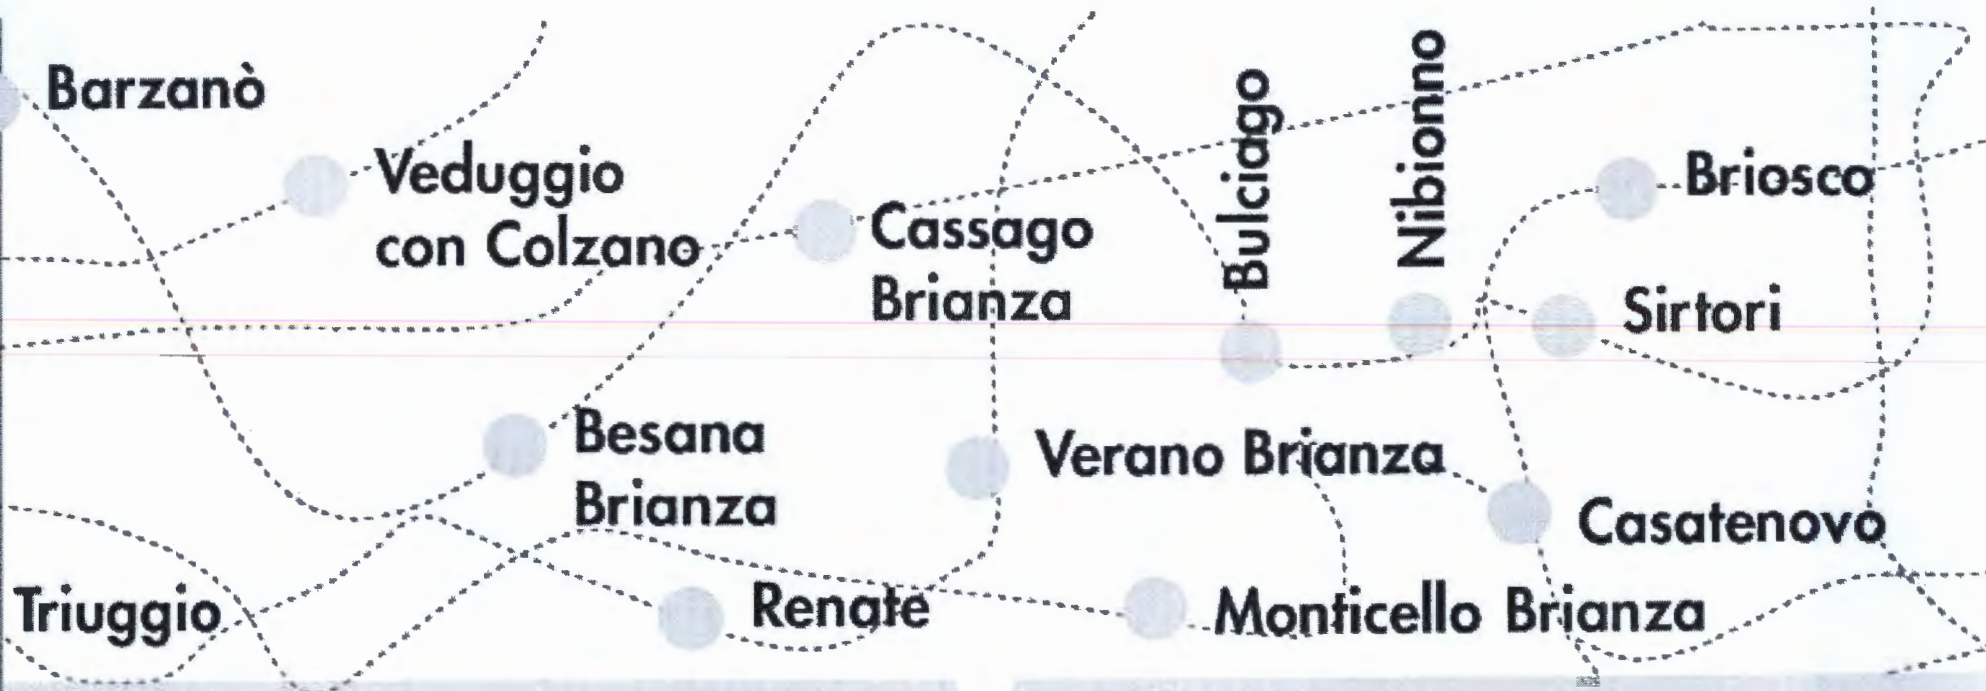 Barzanò
Veduggio
con Colzano
Cassago
Brianza
Bulciago
Nibionno
Briosco
Sirtori
Besana
Brianza
Verano Brianza
Casatenovo
Triuggio
Renate
Monticello Brianza